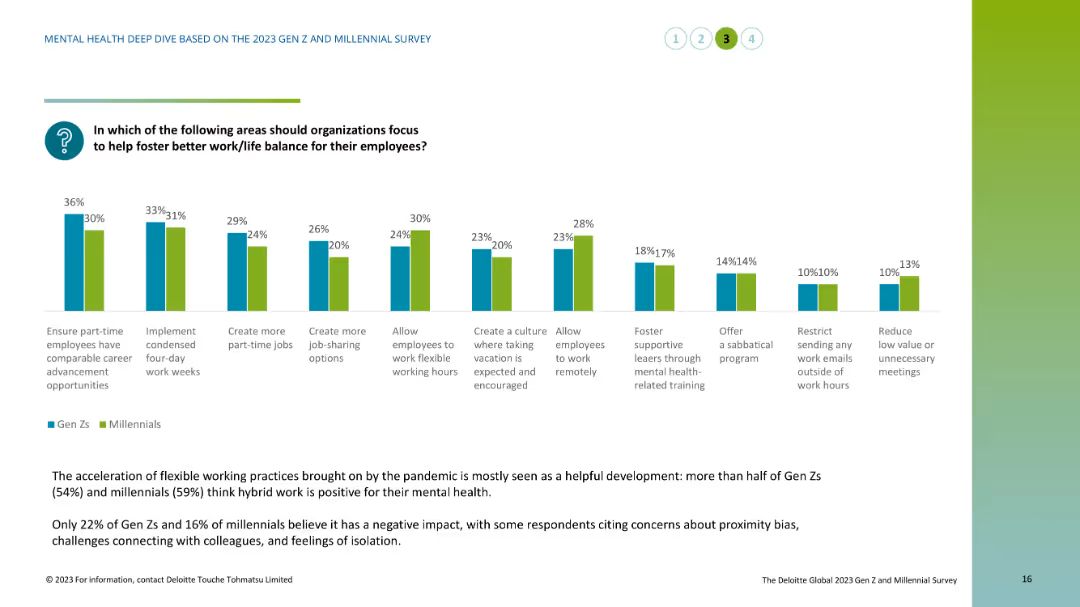 MENTAL HEALTH DEEP DIVE BASED ON THE 2023 GEN Z AND MILLENNIAL SURVEY
1 2 3 4
In which of the following areas should organizations focus
to help foster better work/life balance for their employees?
36% 30% 33% 31% 29% 24% 26% 20% 24% 30% 23% 20% 23% 28% 18% 17% 14% 14% 10% 10% 10% 13%
Ensure part-time
employees have
comparable career
advancement
opportunities
Implement
condensed
four-day
work weeks
Create more
part-time jobs
Create more
job-sharing
options
Allow
employees to
work flexible
working hours
Create a culture
where taking
vacation is
expected and
encouraged
Allow
employees
to work
remotely
Foster
supportive
leaers through
mental health-
related training
Offer
a sabbatical
program
Restrict
sending any
work emails
outside of
work hours
Reduce
low value or
unnecessary
meetings
Gen Zs Millennials
The acceleration of flexible working practices brought on by the pandemic is mostly seen as a helpful development: more than half of Gen Zs
(54%) and millennials (59%) think hybrid work is positive for their mental health.
Only 22% of Gen Zs and 16% of millennials believe it has a negative impact, with some respondents citing concerns about proximity bias,
challenges connecting with colleagues, and feelings of isolation.
© 2023 For information, contact Deloitte Touche Tohmatsu Limited
The Deloitte Global 2023 Gen Z and Millennial Survey
16